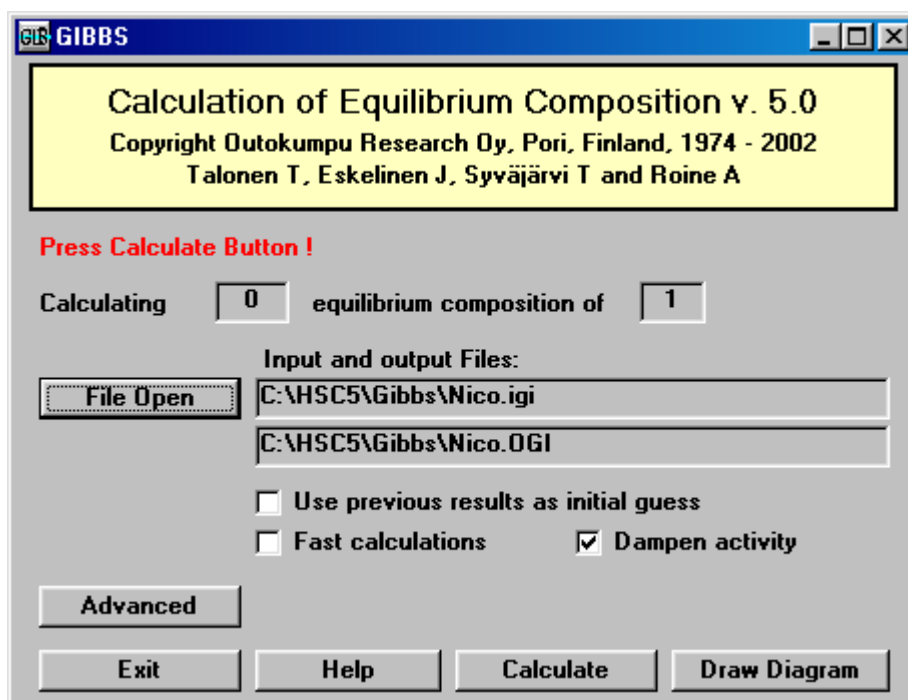 GIBBS
Calculation of Equilibrium Composition v. 5.0
Copyright Outokumpu Research Oy, Pori, Finland, 1974 - 2002
Talonen T, Eskelinen J, Syväjärvi T and Roine A
Press Calculate Button !
Calculating 0 equilibrium composition of 1
Input and output Files:
File Open C:\HSC5\Gibbs\Nico.igi
C:\HSC5\Gibbs\Nico.OGI
Use previous results as initial guess
Fast calculations Dampen activity
Advanced
Exit Help Calculate Draw Diagram